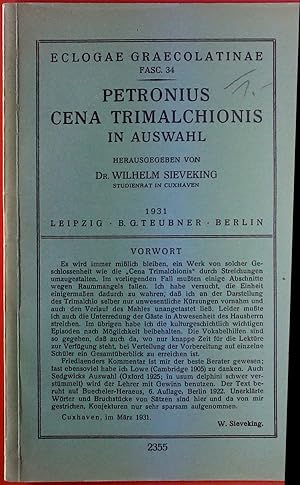 ECLOGAE GRAECOLATINAE
FASC. 34
PETRONIUS
CENA TRIMALCHIONIS
IN AUSWAHL
HERAUSGEGEBEN VON
DR. WILHELM SIEVEKING
STUDIENRAT IN CUXHAVEN
1931
LEIPZIG · B. G. TEUBNER · BERLIN
VORWORT
Es wird immer mißlich bleiben, ein Werk von solcher Ge-
schlossenheit wie die „Cena Trimalchionis“ durch Streichungen
umzugestalten. Im vorliegenden Fall mußten einige Abschnitte
wegen Raummangels fallen. Ich habe versucht, die Einheit
einigermaßen dadurch zu wahren, daß ich an der Darstellung
des Trimalchio selber nur unwesentliche Kürzungen vornahm und
auch den Verlauf des Mahles unangetastet ließ. Leider mußte
ich auch die Unterredung der Gäste in Abwesenheit des Hausherrn
streichen. Im übrigen habe ich die kulturgeschichtlich wichtigen
Episoden nach Möglichkeit beibehalten. Die Vokabelhilfen sind
so gegeben, daß auch da, wo nur knappe Zeit für die Lektüre
zur Verfügung steht, bei Verteilung der Vorbereitung auf einzelne
Schüler ein Gesamtüberblick zu erreichen ist.
Friedlaenders Kommentar ist mir der beste Berater gewesen;
fast ebensoviel habe ich Lowe (Cambridge 1905) zu danken. Auch
Sedgwicks Auswahl (Oxford 1925; in usum delphini schwer ver-
stümmelt) wird der Lehrer mit Gewinn benutzen. Der Text be-
ruht auf Buecheler-Heraeus, 6. Auflage, Berlin 1922. Unerklärte
Wörter und Bruchstücke von Sätzen sind hier und da von mir
gestrichen, Konjekturen nur sehr sparsam aufgenommen.
Cuxhaven, im März 1931.
W. Sieveking.
2355